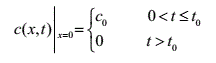 c(x,t)|ₓ₌₀ = { c₀   0 < t ≤ t₀
0   t > t₀